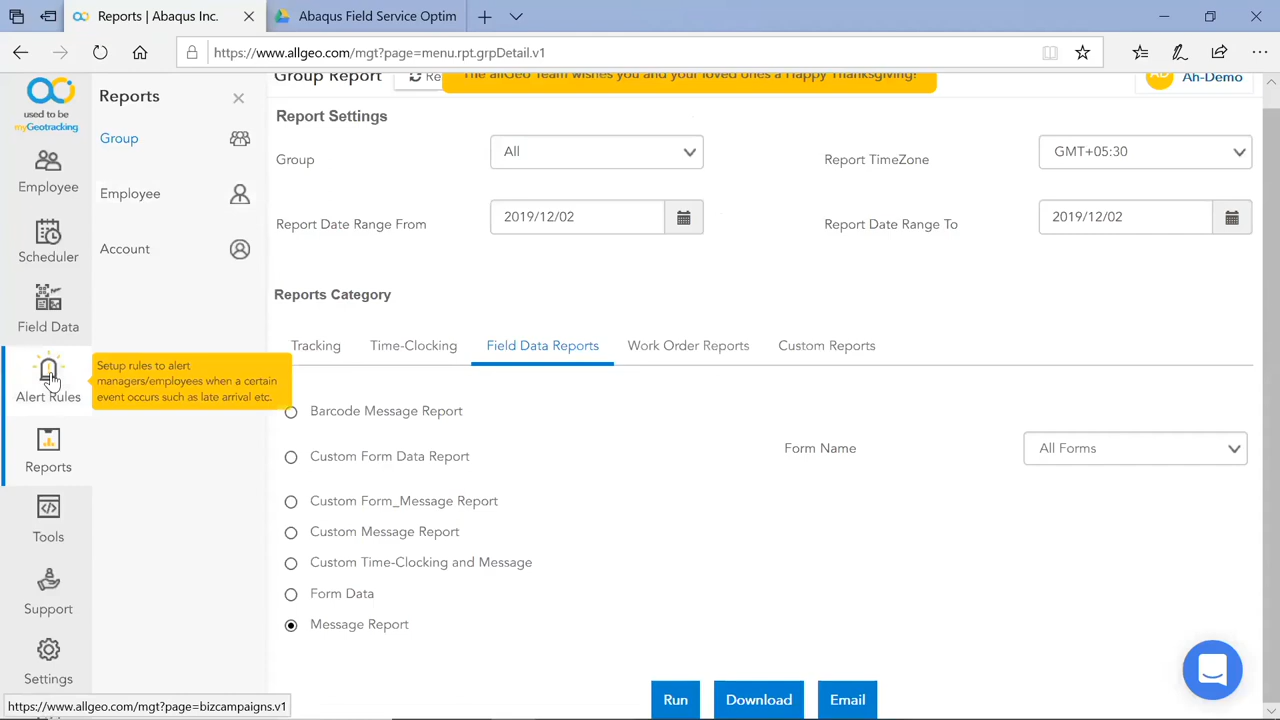 Reports | Abaqus Inc.
Abaqus Field Service Optim
https://www.allgeo.com/mgt?page=menu.rpt.grpDetail.v1
used to be
myGeotracking
Employee
Scheduler
Field Data
Alert Rules
Reports
Tools
Support
Settings
Reports
Group
Employee
Account
Setup rules to alert
managers/employees when a certain
event occurs such as late arrival etc.
Group Report
Re
The allGeo Team wishes you and your loved ones a Happy Thanksgiving!
AD
Ah-Demo
Report Settings
Group
All
Report TimeZone
GMT+05:30
Report Date Range From
2019/12/02
Report Date Range To
2019/12/02
Reports Category
Tracking
Time-Clocking
Field Data Reports
Work Order Reports
Custom Reports
Barcode Message Report
Custom Form Data Report
Form Name
All Forms
Custom Form_Message Report
Custom Message Report
Custom Time-Clocking and Message
Form Data
Message Report
Run
Download
Email
https://www.allgeo.com/mgt?page=bizcampaigns.v1